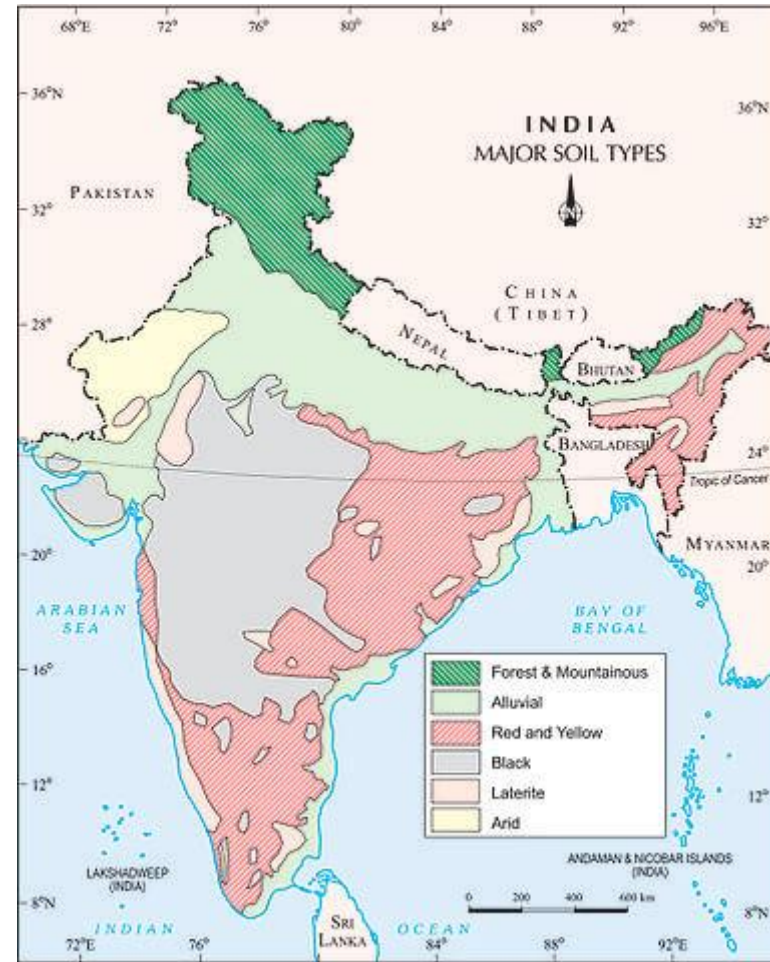 68°E 72° 76° 80° 84° 88° 92° 96°E
36°N
36°N
INDIA
MAJOR SOIL TYPES
N
PAKISTAN
32°
32°
CHINA
(TIBET)
28°
28°
NEPAL
BHUTAN
BANGLADESH
24°
24°
Tropic of Cancer
MYANMAR
20°
20°
ARABIAN
SEA
BAY OF
BENGAL
16°
16°
Forest & Mountainous
Alluvial
Red and Yellow
Black
Laterite
Arid
12°
12°
LAKSHADWEEP
(INDIA)
ANDAMAN & NICOBAR ISLANDS
(INDIA)
0 200 400 600 km
8°N
8°N
INDIAN OCEAN
SRI
LANKA
72°E 76° 84° 88° 92°E